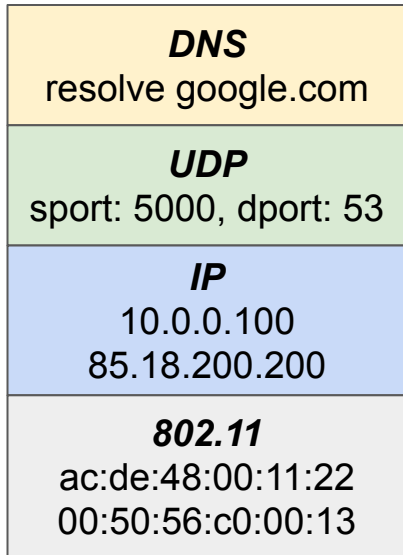 DNS
resolve google.com
UDP
sport: 5000, dport: 53
IP
10.0.0.100
85.18.200.200
802.11
ac:de:48:00:11:22
00:50:56:c0:00:13